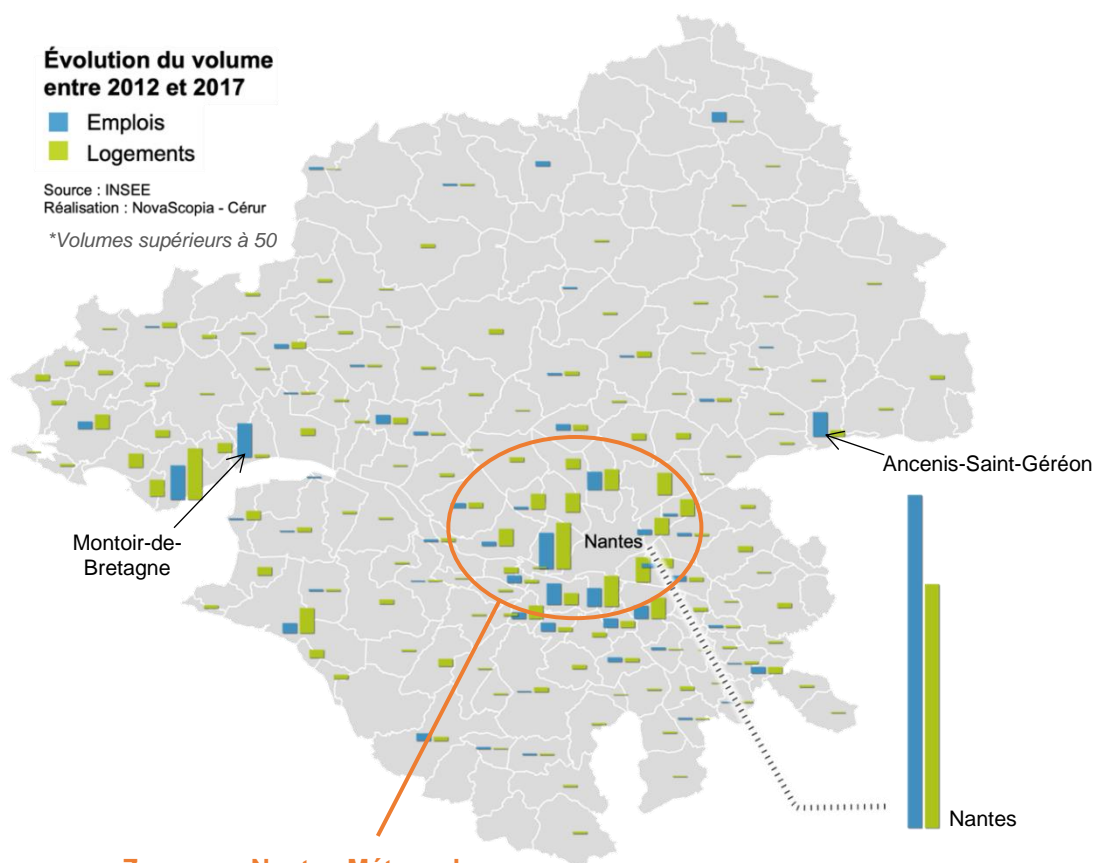 Évolution du volume
entre 2012 et 2017
Emplois
Logements
Source : INSEE
Réalisation : NovaScopia - Cérur
*Volumes supérieurs à 50
Ancenis-Saint-Géréon
Montoir-de-
Bretagne
Nantes
Nantes